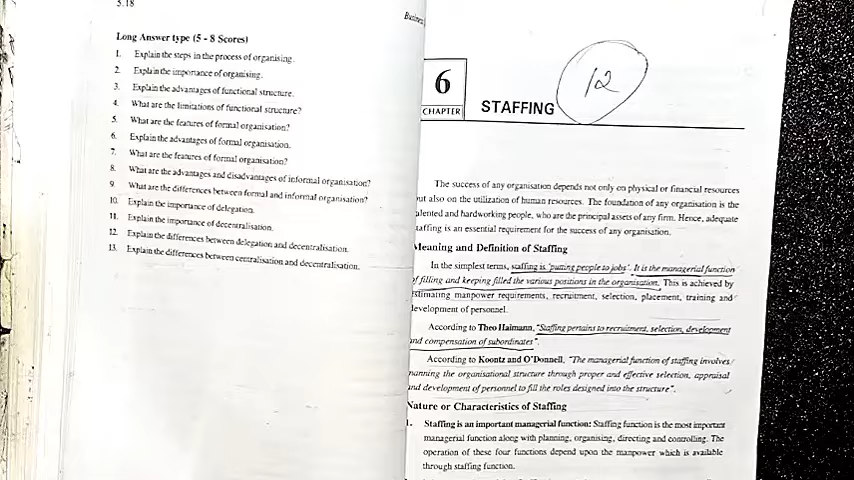 5.18
Long Answer type (5 - 8 Scores)
1. Explain the steps in the process of organising.
2. Explain the importance of organising.
3. Explain the advantages of functional structure.
4. What are the limitations of functional structure?
5. What are the features of formal organisation?
6. Explain the advantages of formal organisation.
7. What are the features of formal organisation?
8. What are the advantages and disadvantages of informal organisation?
9. What are the differences between formal and informal organisation?
10. Explain the importance of delegation.
11. Explain the importance of decentralisation.
12. Explain the differences between delegation and decentralisation.
13. Explain the differences between centralisation and decentralisation.
6
CHAPTER
STAFFING
12
The success of any organisation depends not only on physical or financial resources
but also on the utilization of human resources. The foundation of any organisation is the
talented and hardworking people, who are the principal assets of any firm. Hence, adequate
staffing is an essential requirement for the success of any organisation.
Meaning and Definition of Staffing
In the simplest terms, staffing is 'putting people to jobs'. It is the managerial function
of filling and keeping filled the various positions in the organisation. This is achieved by
estimating manpower requirements, recruitment, selection, placement, training and
development of personnel.
According to Theo Haimann, "Staffing pertains to recruitment, selection, development
and compensation of subordinates".
According to Koontz and O'Donnell, "The managerial function of staffing involves
manning the organisational structure through proper and effective selection, appraisal
and development of personnel to fill the roles designed into the structure".
Nature or Characteristics of Staffing
1. Staffing is an important managerial function: Staffing function is the most important
managerial function along with planning, organising, directing and controlling. The
operation of these four functions depend upon the manpower which is available
through staffing function.